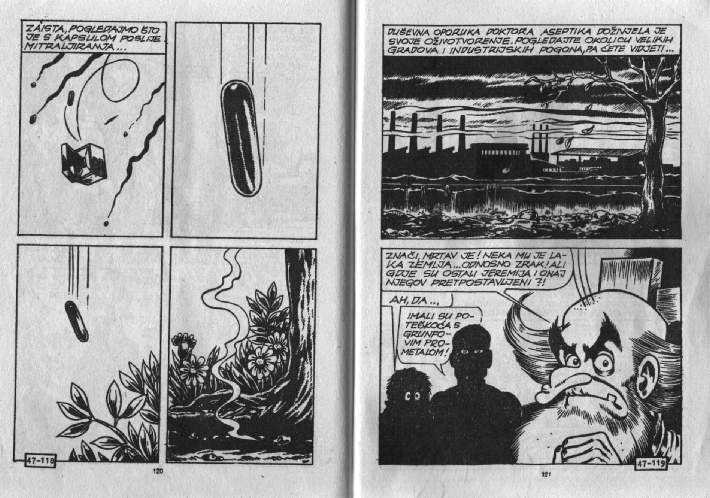 ZAISTA, POGLEDAJMO ŠTO
JE S KAPSULOM POSLIJE
MITRALJIRANJA...
47-118
120
DUŠEVNA OPORUKA DOKTORA ASEPTIKA DOŽIVJELA JE
SVOJE OŽIVOTVORENJE. POGLEDAJTE OKOLICU VELIKIH
GRADOVA I INDUSTRIJSKIH POGONA, PA ĆETE VIDJETI...
ZNAČI, MRTAV JE! NEKA MU JE LA-
KA ZEMLJA... ODNOSNO ZRAK! ALI
GDJE SU OSTALI JEREMIJA I ONAJ
NJEGOV PRETPOSTAVLJENI?!
AH, DA...,
IMALI SU PO-
TEŠKOĆA S
GRUNFO-
VIM PRO-
METALOM!
47-119
121